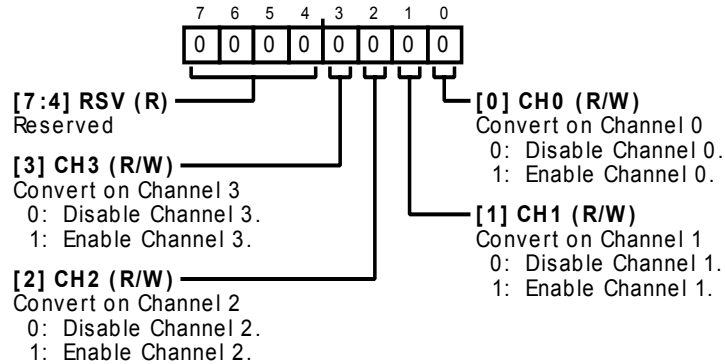 7 6 5 4 3 2 1 0
0 0 0 0 0 0 0 0
[7:4] RSV (R)
Reserved
[3] CH3 (R/W)
Convert on Channel 3
0: Disable Channel 3.
1: Enable Channel 3.
[2] CH2 (R/W)
Convert on Channel 2
0: Disable Channel 2.
1: Enable Channel 2.
[0] CH0 (R/W)
Convert on Channel 0
0: Disable Channel 0.
1: Enable Channel 0.
[1] CH1 (R/W)
Convert on Channel 1
0: Disable Channel 1.
1: Enable Channel 1.